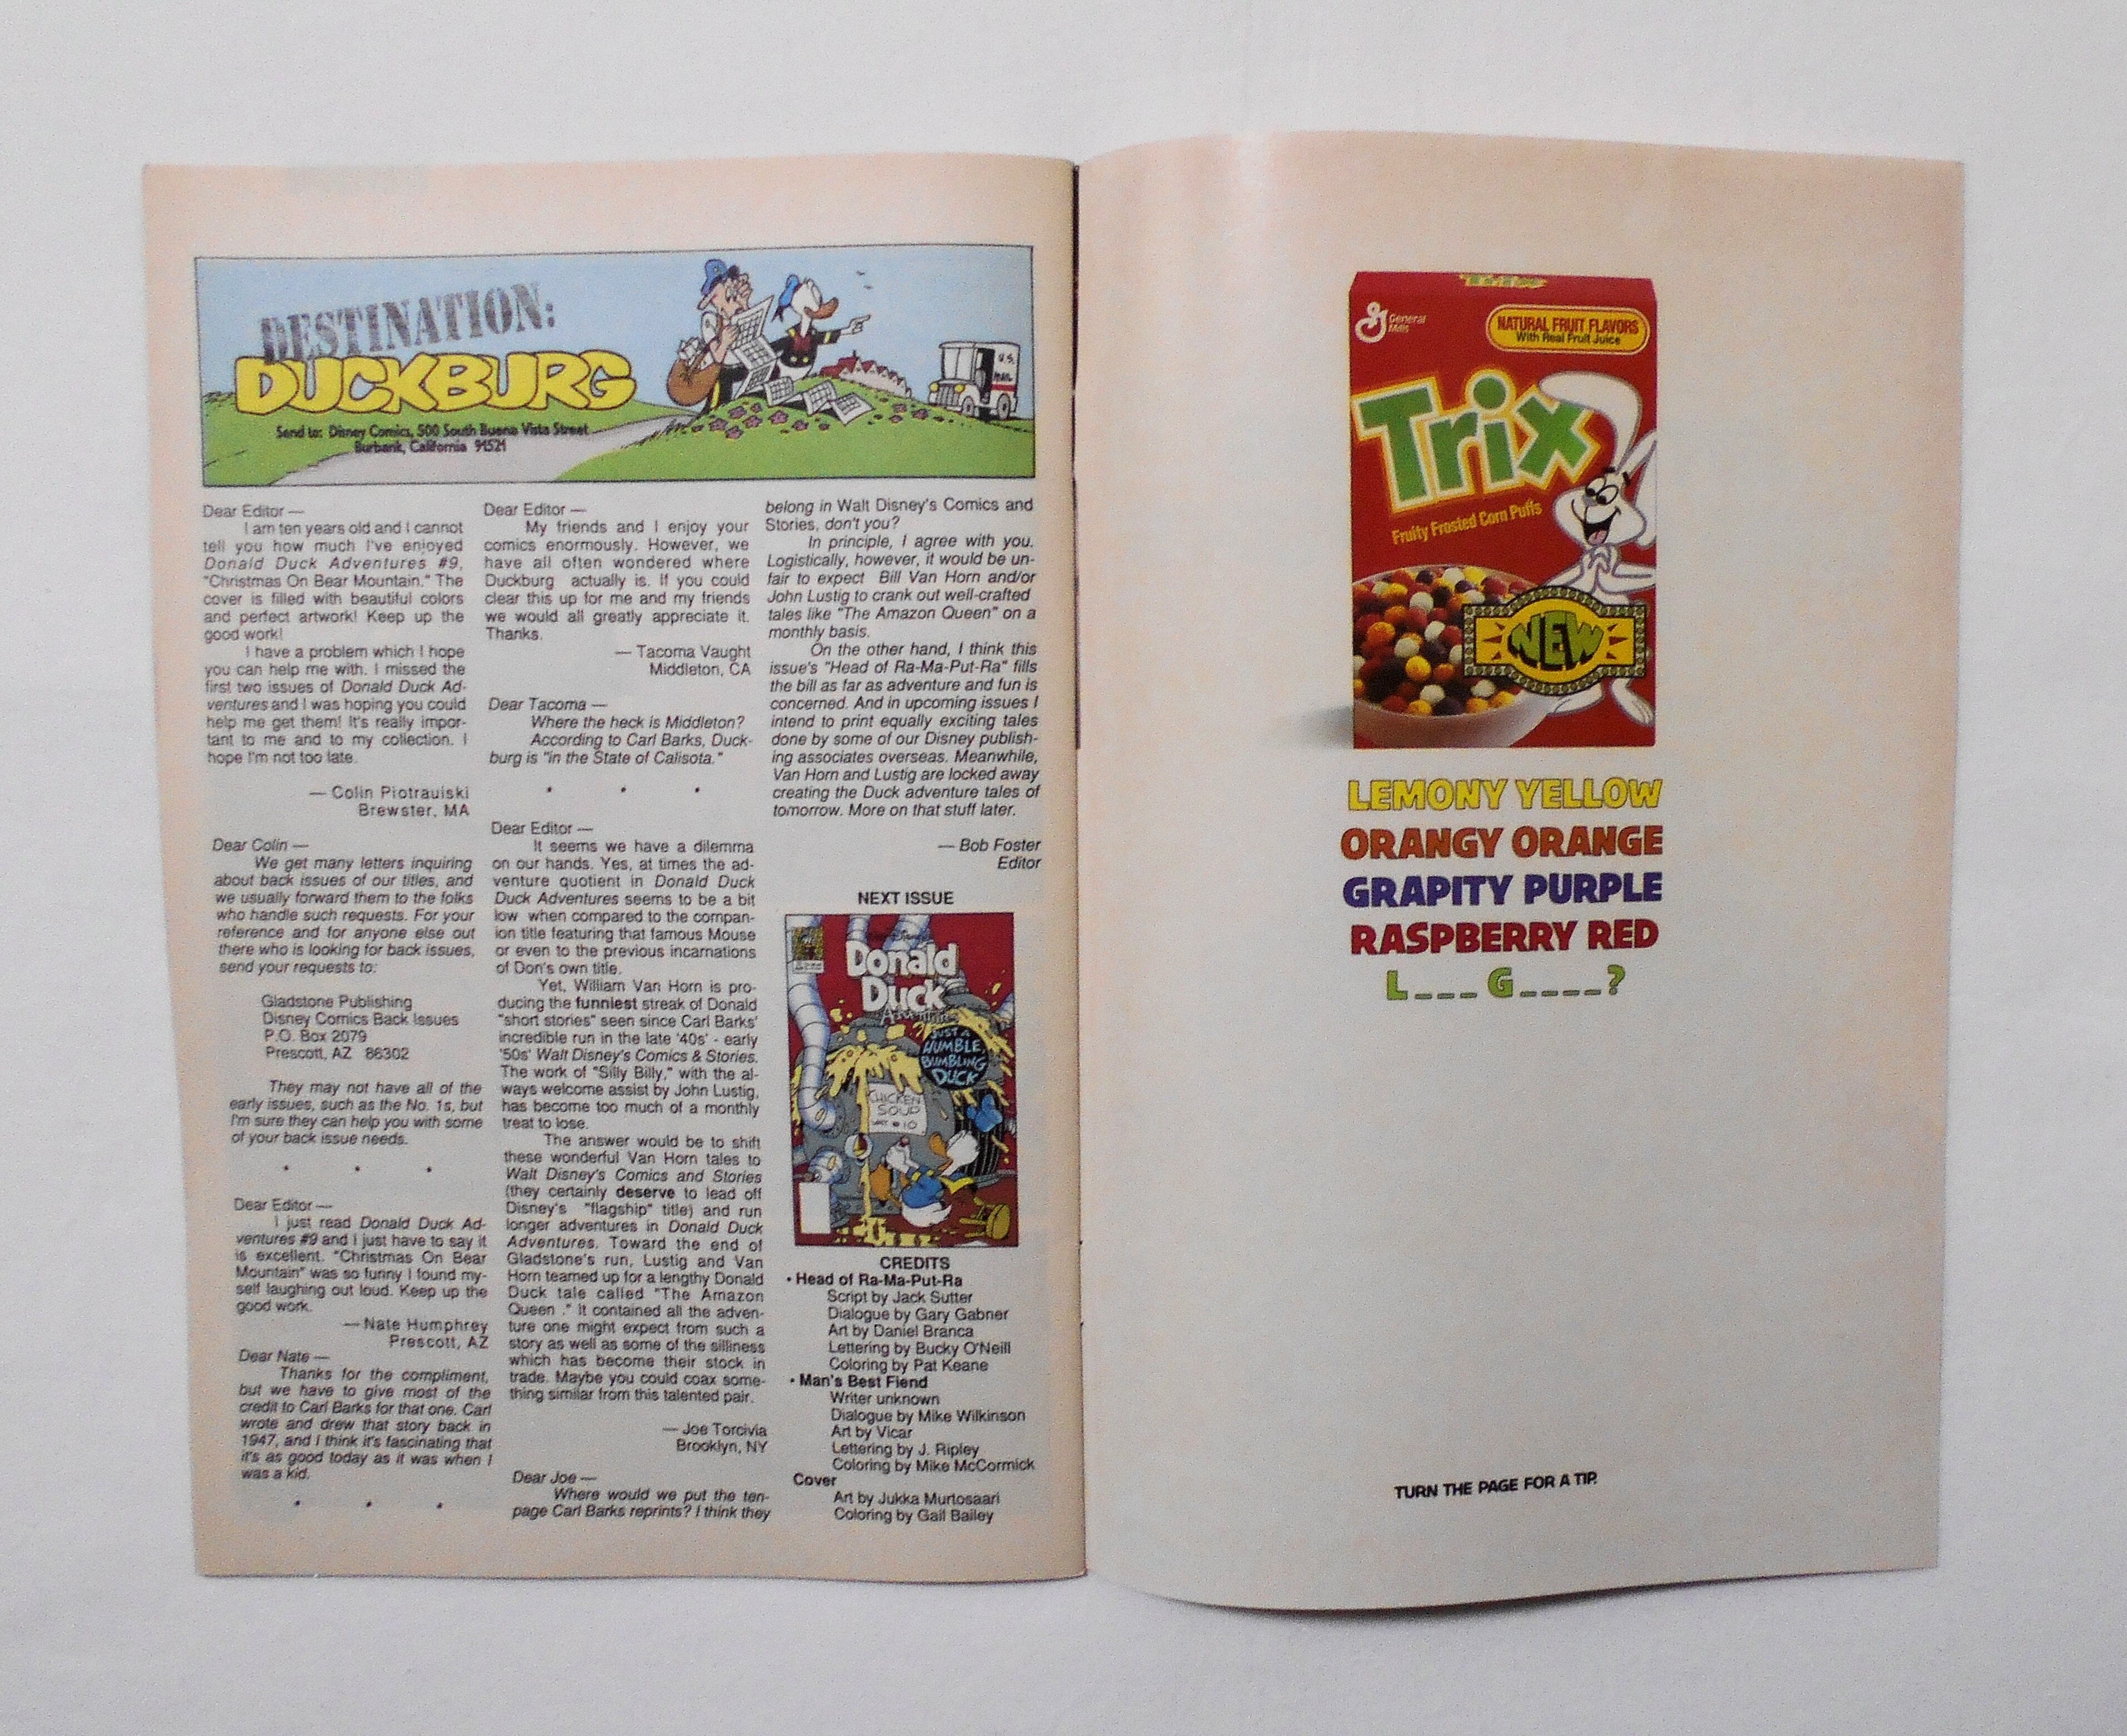 DESTINATION:
DUCKBURG
Send to: Disney Comics, 500 South Buena Vista Street
Burbank, California 91521
U.S.
MAIL
Dear Editor —
I am ten years old and I cannot
tell you how much I've enjoyed
Donald Duck Adventures #9,
"Christmas On Bear Mountain." The
cover is filled with beautiful colors
and perfect artwork! Keep up the
good work!
I have a problem which I hope
you can help me with. I missed the
first two issues of Donald Duck Ad-
ventures and I was hoping you could
help me get them! It's really impor-
tant to me and to my collection. I
hope I'm not too late.
— Colin Piotrauiski
Brewster, MA
Dear Colin —
We get many letters inquiring
about back issues of our titles, and
we usually forward them to the folks
who handle such requests. For your
reference and for anyone else out
there who is looking for back issues,
send your requests to:
Gladstone Publishing
Disney Comics Back Issues
P.O. Box 2079
Prescott, AZ 86302
They may not have all of the
early issues, such as the No. 1s, but
I'm sure they can help you with some
of your back issue needs.
* * *
Dear Editor —
I just read Donald Duck Ad-
ventures #9 and I just have to say it
is excellent. "Christmas On Bear
Mountain" was so funny I found my-
self laughing out loud. Keep up the
good work.
— Nate Humphrey
Prescott, AZ
Dear Nate —
Thanks for the compliment,
but we have to give most of the
credit to Carl Barks for that one. Carl
wrote and drew that story back in
1947, and I think it's fascinating that
it's as good today as it was when I
was a kid.
* * *
Dear Editor —
My friends and I enjoy your
comics enormously. However, we
have all often wondered where
Duckburg actually is. If you could
clear this up for me and my friends
we would all greatly appreciate it.
Thanks.
— Tacoma Vaught
Middleton, CA
Dear Tacoma —
Where the heck is Middleton?
According to Carl Barks, Duck-
burg is "in the State of Calisota."
* * *
Dear Editor —
It seems we have a dilemma
on our hands. Yes, at times the ad-
venture quotient in Donald Duck
Duck Adventures seems to be a bit
low when compared to the compan-
ion title featuring that famous Mouse
or even to the previous incarnations
of Don's own title.
Yet, William Van Horn is pro-
ducing the funniest streak of Donald
"short stories" seen since Carl Barks'
incredible run in the late '40s' - early
'50s' Walt Disney's Comics & Stories.
The work of "Silly Billy," with the al-
ways welcome assist by John Lustig,
has become too much of a monthly
treat to lose.
The answer would be to shift
these wonderful Van Horn tales to
Walt Disney's Comics and Stories
(they certainly deserve to lead off
Disney's "flagship" title) and run
longer adventures in Donald Duck
Adventures. Toward the end of
Gladstone's run, Lustig and Van
Horn teamed up for a lengthy Donald
Duck tale called "The Amazon
Queen ." It contained all the adven-
ture one might expect from such a
story as well as some of the silliness
which has become their stock in
trade. Maybe you could coax some-
thing similar from this talented pair.
— Joe Torcivia
Brooklyn, NY
Dear Joe —
Where would we put the ten-
page Carl Barks reprints? I think they
belong in Walt Disney's Comics and
Stories, don't you?
In principle, I agree with you.
Logistically, however, it would be un-
fair to expect Bill Van Horn and/or
John Lustig to crank out well-crafted
tales like "The Amazon Queen" on a
monthly basis.
On the other hand, I think this
issue's "Head of Ra-Ma-Put-Ra" fills
the bill as far as adventure and fun is
concerned. And in upcoming issues I
intend to print equally exciting tales
done by some of our Disney publish-
ing associates overseas. Meanwhile,
Van Horn and Lustig are locked away
creating the Duck adventure tales of
tomorrow. More on that stuff later.
— Bob Foster
Editor
NEXT ISSUE
Donald
Duck
Adventures
JUST A
HUMBLE,
BUMBLING
DUCK
CHICKEN
SOUP
VAT #10
CREDITS
• Head of Ra-Ma-Put-Ra
Script by Jack Sutter
Dialogue by Gary Gabner
Art by Daniel Branca
Lettering by Bucky O'Neill
Coloring by Pat Keane
• Man's Best Fiend
Writer unknown
Dialogue by Mike Wilkinson
Art by Vicar
Lettering by J. Ripley
Coloring by Mike McCormick
Cover
Art by Jukka Murtosaari
Coloring by Gail Bailey
Trix
General
Mills
NATURAL FRUIT FLAVORS
With Real Fruit Juice
Trix
Fruity Frosted Corn Puffs
NEW
LEMONY YELLOW
ORANGY ORANGE
GRAPITY PURPLE
RASPBERRY RED
L _ _ _ G _ _ _ _ ?
TURN THE PAGE FOR A TIP.